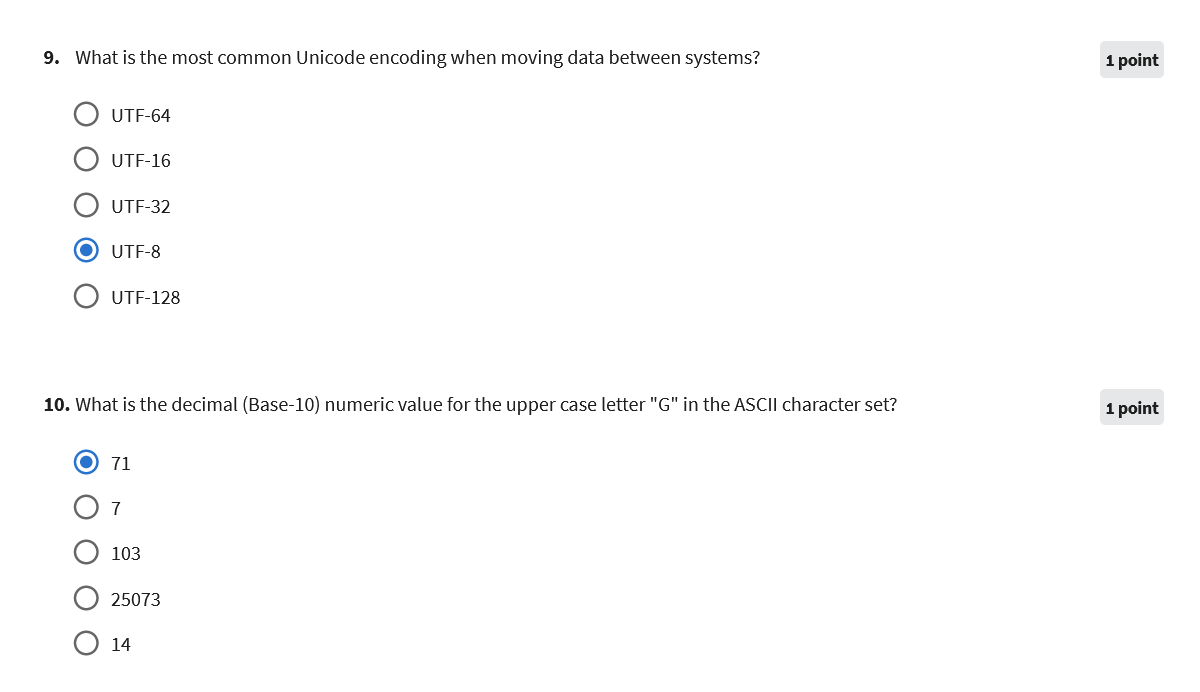 9. What is the most common Unicode encoding when moving data between systems?
1 point
UTF-64
UTF-16
UTF-32
UTF-8
UTF-128
10. What is the decimal (Base-10) numeric value for the upper case letter "G" in the ASCII character set?
1 point
71
7
103
25073
14